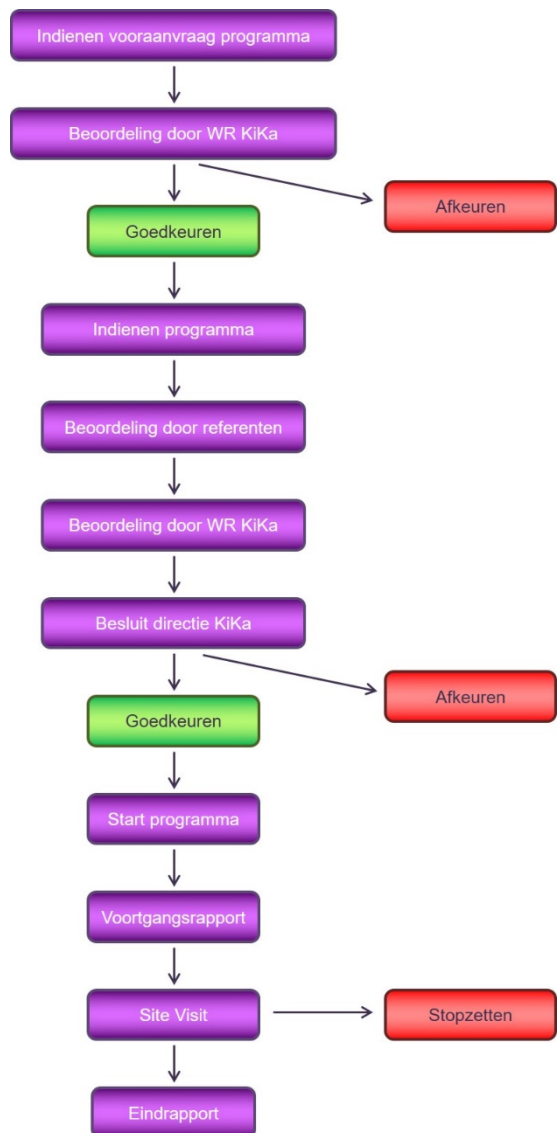 Indienen vooraanvraag programma
Beoordeling door WR KiKa
Afkeuren
Goedkeuren
Indienen programma
Beoordeling door referenten
Beoordeling door WR KiKa
Besluit directie KiKa
Afkeuren
Goedkeuren
Start programma
Voortgangsrapport
Site Visit
Stopzetten
Eindrapport